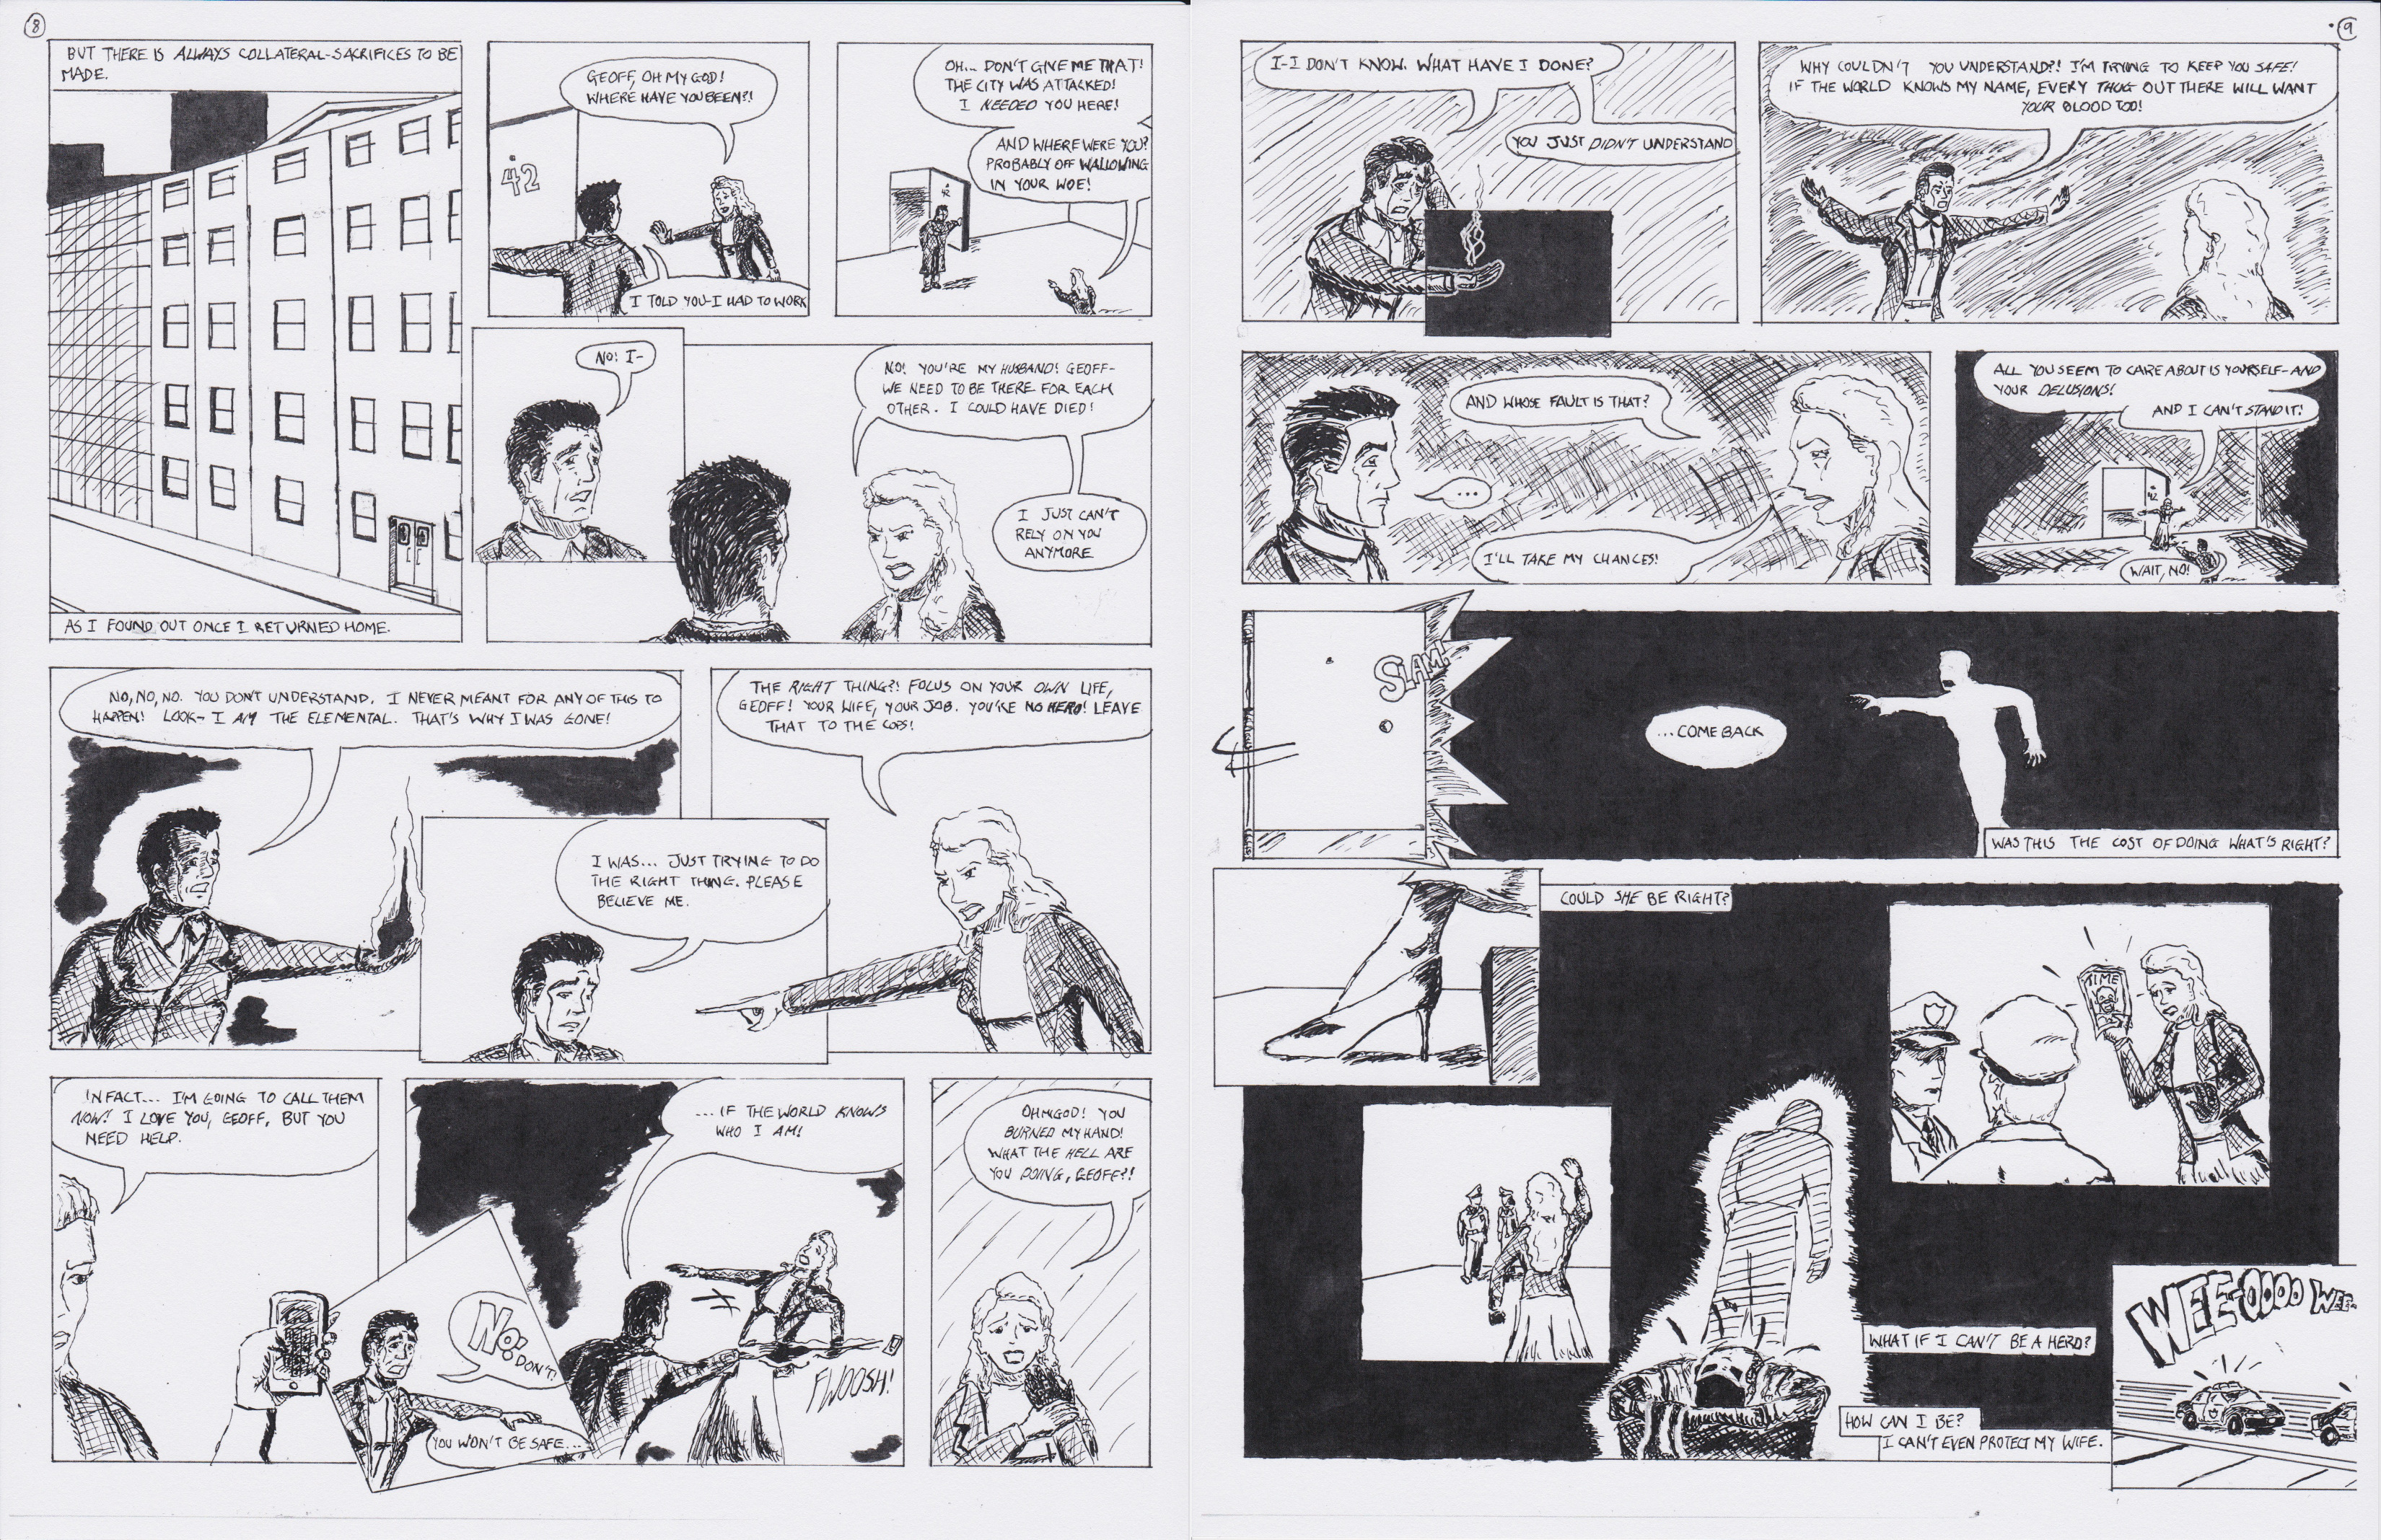 8
BUT THERE IS ALWAYS COLLATERAL-SACRIFICES TO BE
MADE.
AS I FOUND OUT ONCE I RETURNED HOME.
GEOFF, OH MY GOD!
WHERE HAVE YOU BEEN?!
42
I TOLD YOU-I HAD TO WORK
OH... DON'T GIVE ME THAT!
THE CITY WAS ATTACKED!
I NEEDED YOU HERE!
AND WHERE WERE YOU?
PROBABLY OFF WALLOWING
IN YOUR WOE!
42
NO! I-
NO! YOU'RE MY HUSBAND! GEOFF-
WE NEED TO BE THERE FOR EACH
OTHER. I COULD HAVE DIED!
I JUST CAN'T
RELY ON YOU
ANYMORE
NO, NO, NO. YOU DON'T UNDERSTAND. I NEVER MEANT FOR ANY OF THIS TO
HAPPEN! LOOK- I AM THE ELEMENTAL. THAT'S WHY I WAS GONE!
I WAS... JUST TRYING TO DO
THE RIGHT THING. PLEASE
BELIEVE ME.
THE RIGHT THING?! FOCUS ON YOUR OWN LIFE,
GEOFF! YOUR WIFE, YOUR JOB. YOU'RE NO HERO! LEAVE
THAT TO THE COPS!
IN FACT... I'M GOING TO CALL THEM
NOW! I LOVE YOU, GEOFF, BUT YOU
NEED HELP.
NO!
DON'T!
YOU WON'T BE SAFE...
...IF THE WORLD KNOWS
WHO I AM!
FWOOSH!
OHMIGOD! YOU
BURNED MY HAND!
WHAT THE HELL ARE
YOU DOING, GEOFF?!
9
I-I DON'T KNOW. WHAT HAVE I DONE?
YOU JUST DIDN'T UNDERSTAND
WHY COULDN'T YOU UNDERSTAND?! I'M TRYING TO KEEP YOU SAFE!
IF THE WORLD KNOWS MY NAME, EVERY THUG OUT THERE WILL WANT
YOUR BLOOD TOO!
AND WHOSE FAULT IS THAT?
...
I'LL TAKE MY CHANCES!
ALL YOU SEEM TO CARE ABOUT IS YOURSELF-AND
YOUR DELUSIONS!
AND I CAN'T STAND IT!
42
WAIT, NO!
SLAM!
...COME BACK
WAS THIS THE COST OF DOING WHAT'S RIGHT?
COULD SHE BE RIGHT?
TIME
WHAT IF I CAN'T BE A HERO?
HOW CAN I BE?
I CAN'T EVEN PROTECT MY WIFE.
WEE-OOOO WEE-